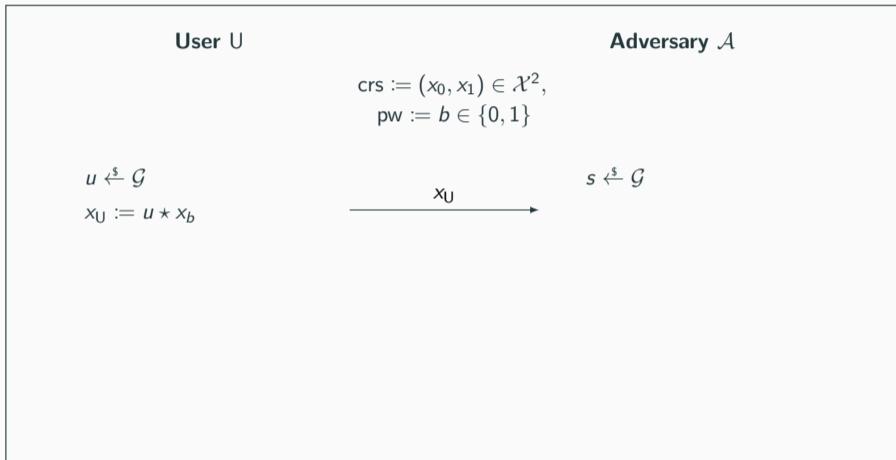 User U
Adversary 𝒜
crs := (x₀, x₁) ∈ 𝒳²,
pw := b ∈ {0, 1}
u ←$ 𝒢
x_U
s ←$ 𝒢
x_U := u ⋆ x_b